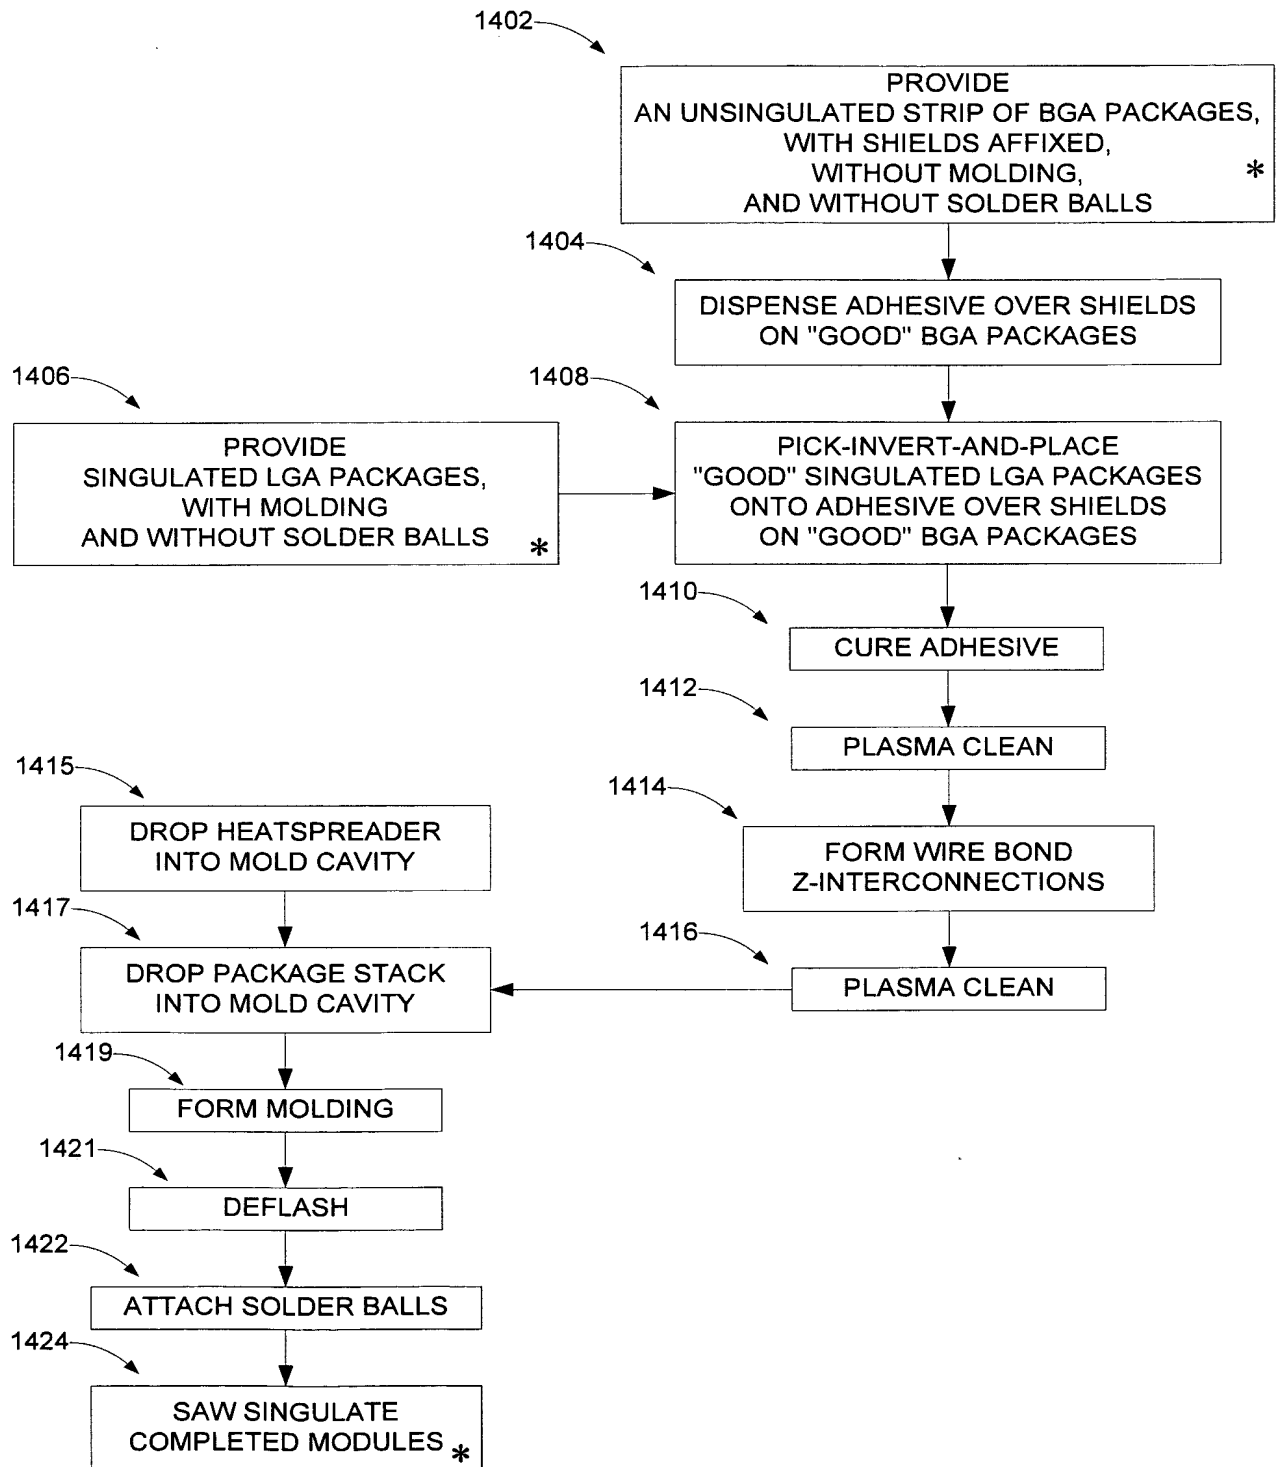 1402
PROVIDE
AN UNSINGULATED STRIP OF BGA PACKAGES,
WITH SHIELDS AFFIXED,
WITHOUT MOLDING,
AND WITHOUT SOLDER BALLS
*
1404
DISPENSE ADHESIVE OVER SHIELDS
ON "GOOD" BGA PACKAGES
1406
PROVIDE
SINGULATED LGA PACKAGES,
WITH MOLDING
AND WITHOUT SOLDER BALLS
*
1408
PICK-INVERT-AND-PLACE
"GOOD" SINGULATED LGA PACKAGES
ONTO ADHESIVE OVER SHIELDS
ON "GOOD" BGA PACKAGES
1410
CURE ADHESIVE
1412
PLASMA CLEAN
1414
FORM WIRE BOND
Z-INTERCONNECTIONS
1416
PLASMA CLEAN
1415
DROP HEATSPREADER
INTO MOLD CAVITY
1417
DROP PACKAGE STACK
INTO MOLD CAVITY
1419
FORM MOLDING
1421
DEFLASH
1422
ATTACH SOLDER BALLS
1424
SAW SINGULATE
COMPLETED MODULES
*